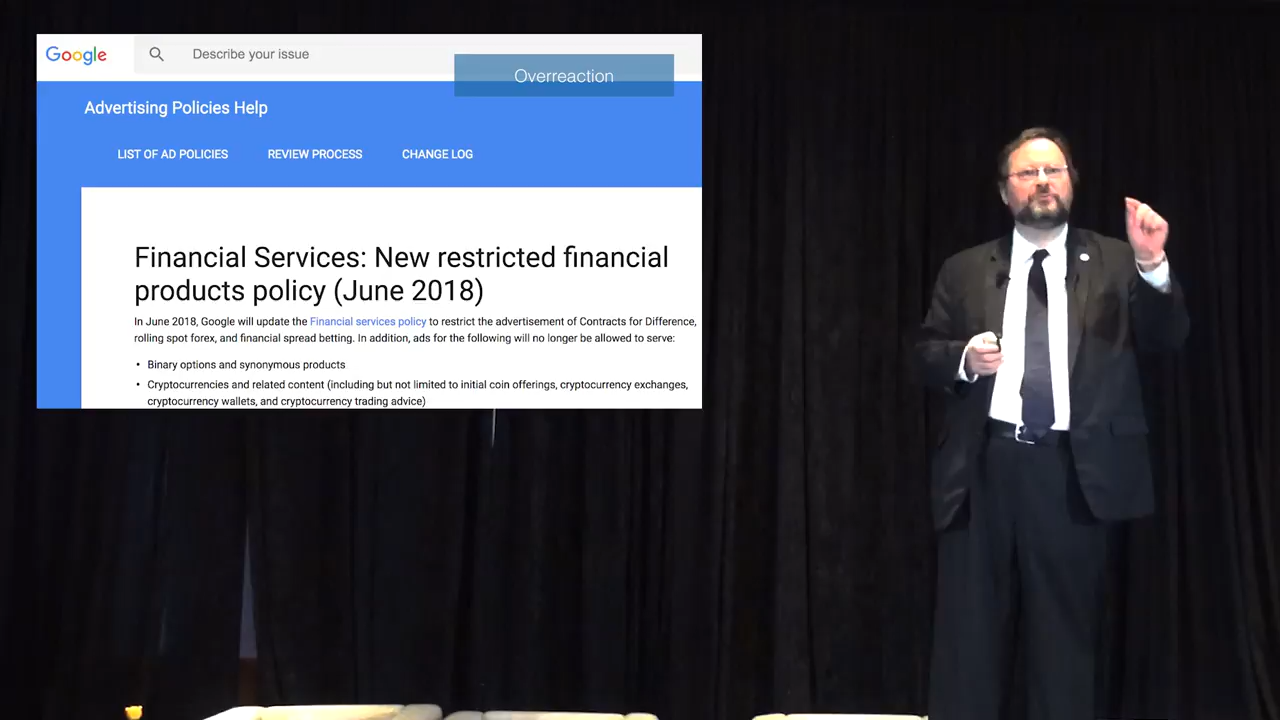 Google
Describe your issue
Overreaction
Advertising Policies Help
LIST OF AD POLICIES REVIEW PROCESS CHANGE LOG
Financial Services: New restricted financial
products policy (June 2018)
In June 2018, Google will update the Financial services policy to restrict the advertisement of Contracts for Difference,
rolling spot forex, and financial spread betting. In addition, ads for the following will no longer be allowed to serve:
• Binary options and synonymous products
• Cryptocurrencies and related content (including but not limited to initial coin offerings, cryptocurrency exchanges,
cryptocurrency wallets, and cryptocurrency trading advice)